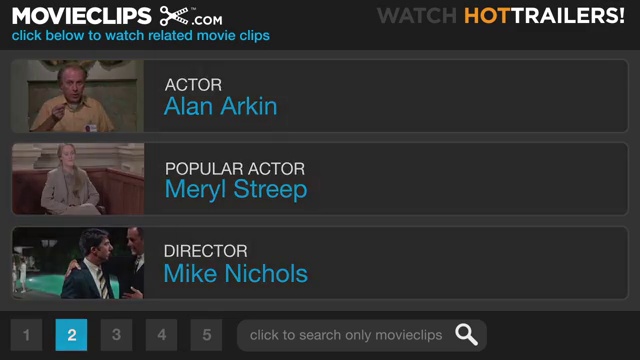 MOVIECLIPS .COM
WATCH HOTTRAILERS!
click below to watch related movie clips
ACTOR
Alan Arkin
POPULAR ACTOR
Meryl Streep
DIRECTOR
Mike Nichols
1 2 3 4 5 click to search only movieclips